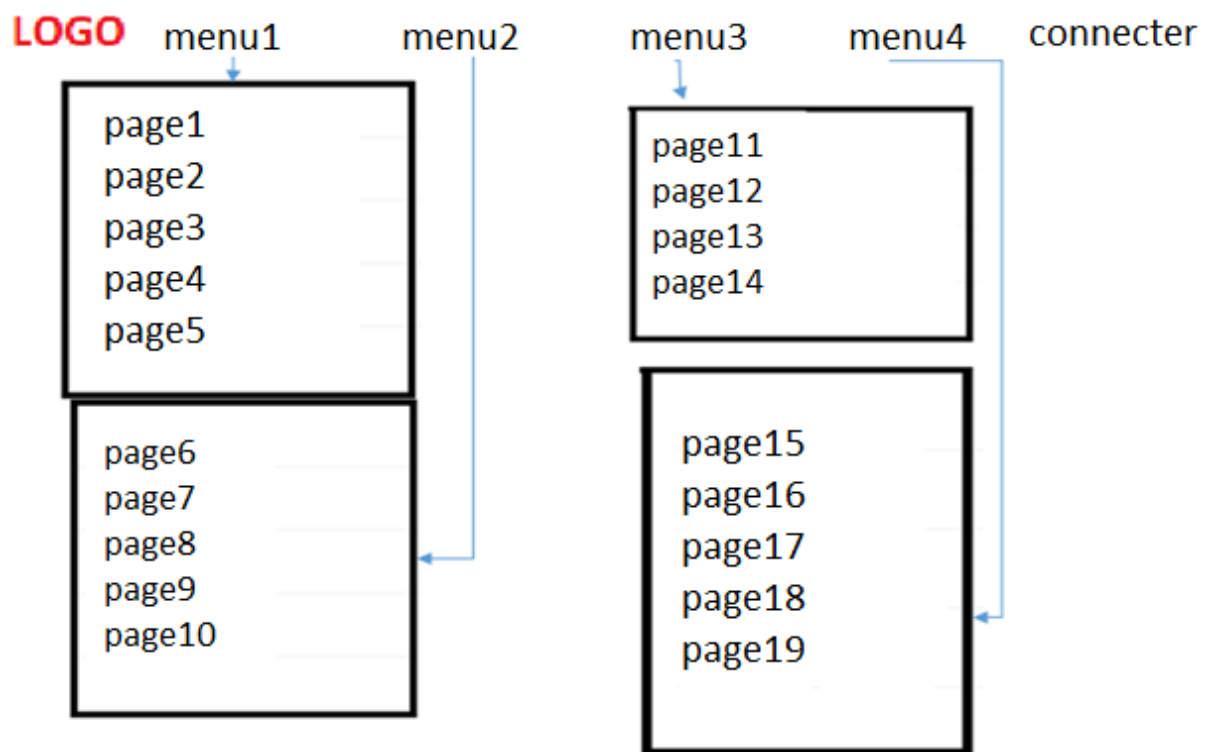 LOGO menu1 menu2 menu3 menu4 connecter
page1
page2
page3
page4
page5
page6
page7
page8
page9
page10
page11
page12
page13
page14
page15
page16
page17
page18
page19